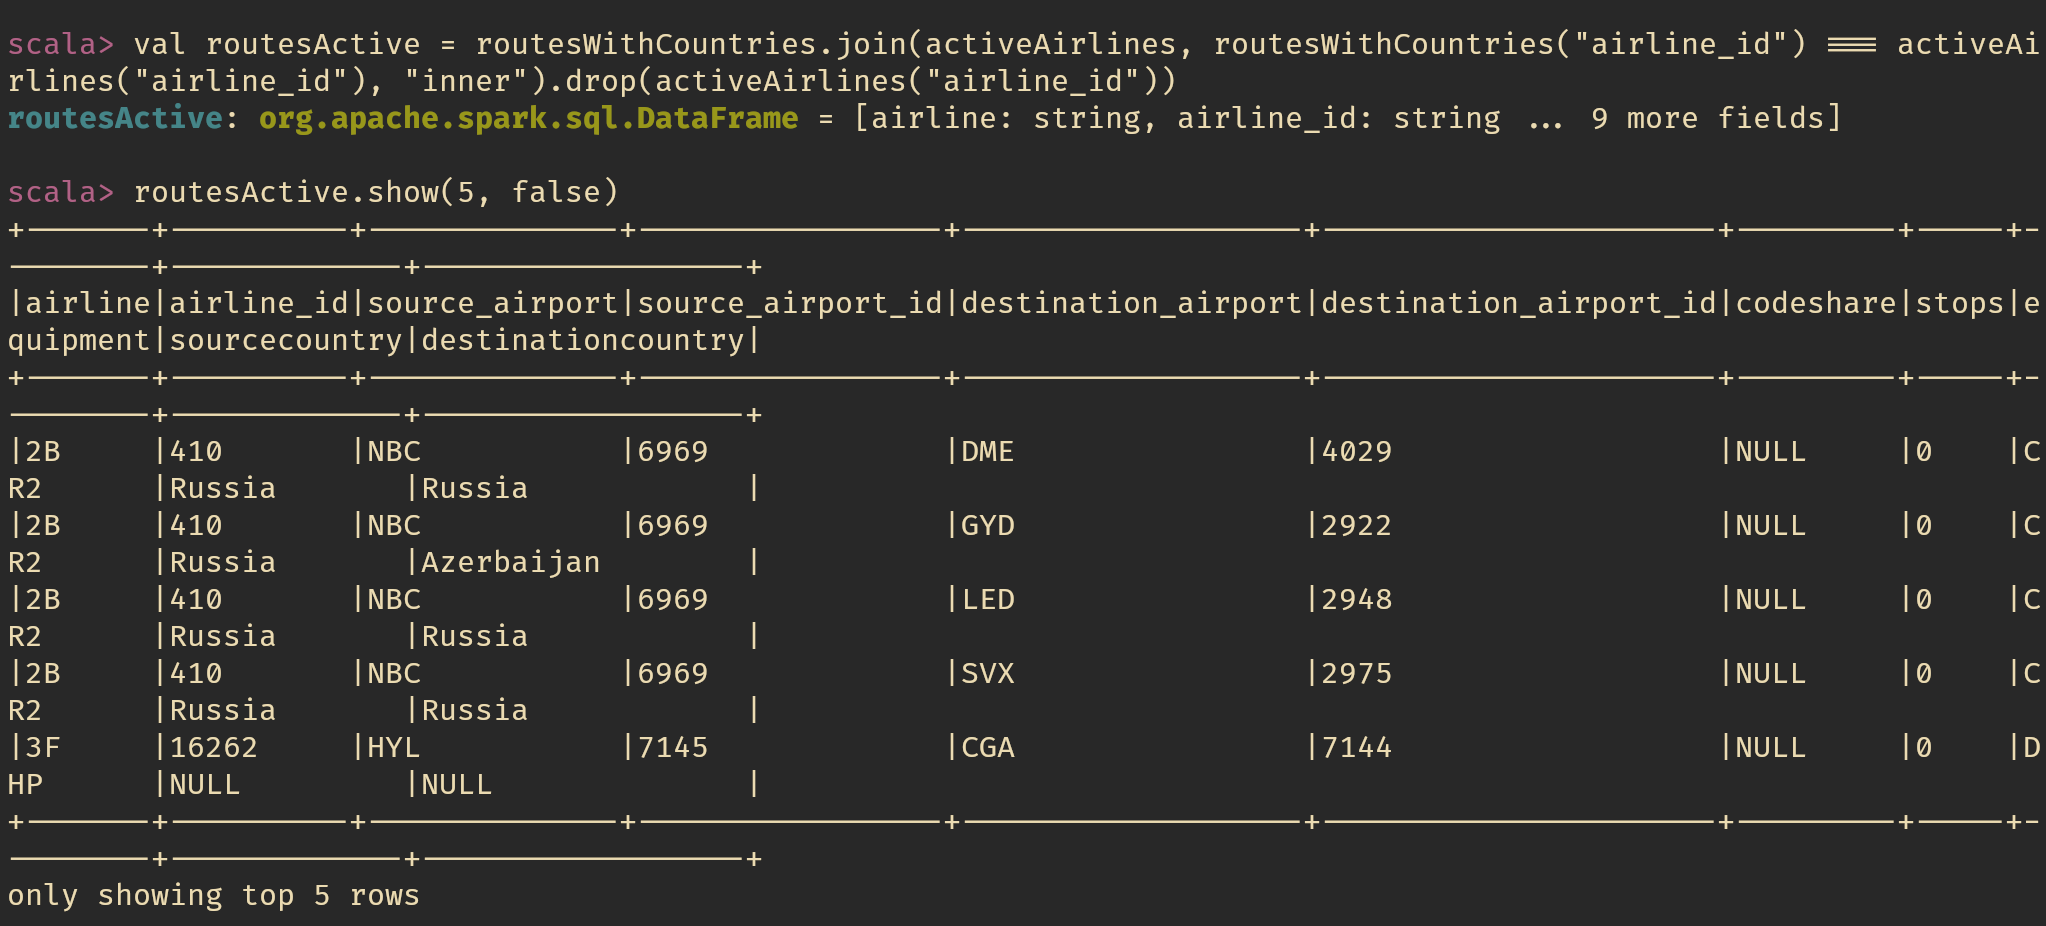 scala> val routesActive = routesWithCountries.join(activeAirlines, routesWithCountries("airline_id") === activeAi
rlines("airline_id"), "inner").drop(activeAirlines("airline_id"))
routesActive: org.apache.spark.sql.DataFrame = [airline: string, airline_id: string ... 9 more fields]
scala> routesActive.show(5, false)
+-------+----------+--------------+-----------------+-------------------+----------------------+---------+-----+-
--------+-------------+------------------+
|airline|airline_id|source_airport|source_airport_id|destination_airport|destination_airport_id|codeshare|stops|e
quipment|sourcecountry|destinationcountry|
+-------+----------+--------------+-----------------+-------------------+----------------------+---------+-----+-
--------+-------------+------------------+
|2B     |410       |NBC           |6969             |DME                |4029                  |NULL     |0    |C
R2      |Russia       |Russia            |
|2B     |410       |NBC           |6969             |GYD                |2922                  |NULL     |0    |C
R2      |Russia       |Azerbaijan        |
|2B     |410       |NBC           |6969             |LED                |2948                  |NULL     |0    |C
R2      |Russia       |Russia            |
|2B     |410       |NBC           |6969             |SVX                |2975                  |NULL     |0    |C
R2      |Russia       |Russia            |
|3F     |16262     |HYL           |7145             |CGA                |7144                  |NULL     |0    |D
HP      |NULL         |NULL              |
+-------+----------+--------------+-----------------+-------------------+----------------------+---------+-----+-
--------+-------------+------------------+
only showing top 5 rows